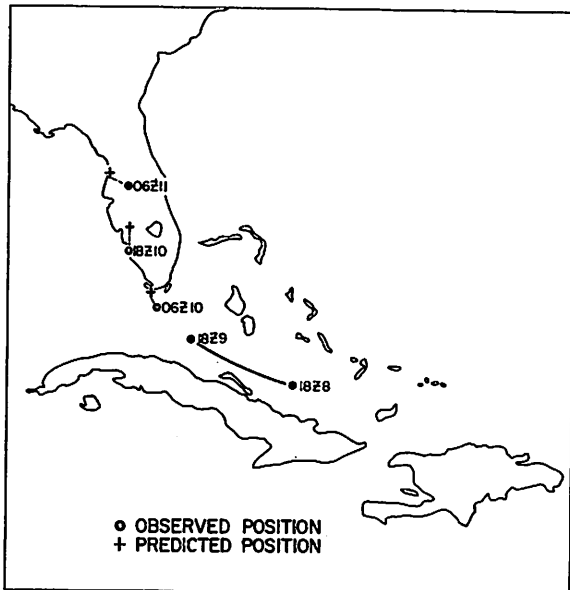 06Z11
18Z10
06Z10
18Z9
18Z8
OBSERVED POSITION
+ PREDICTED POSITION